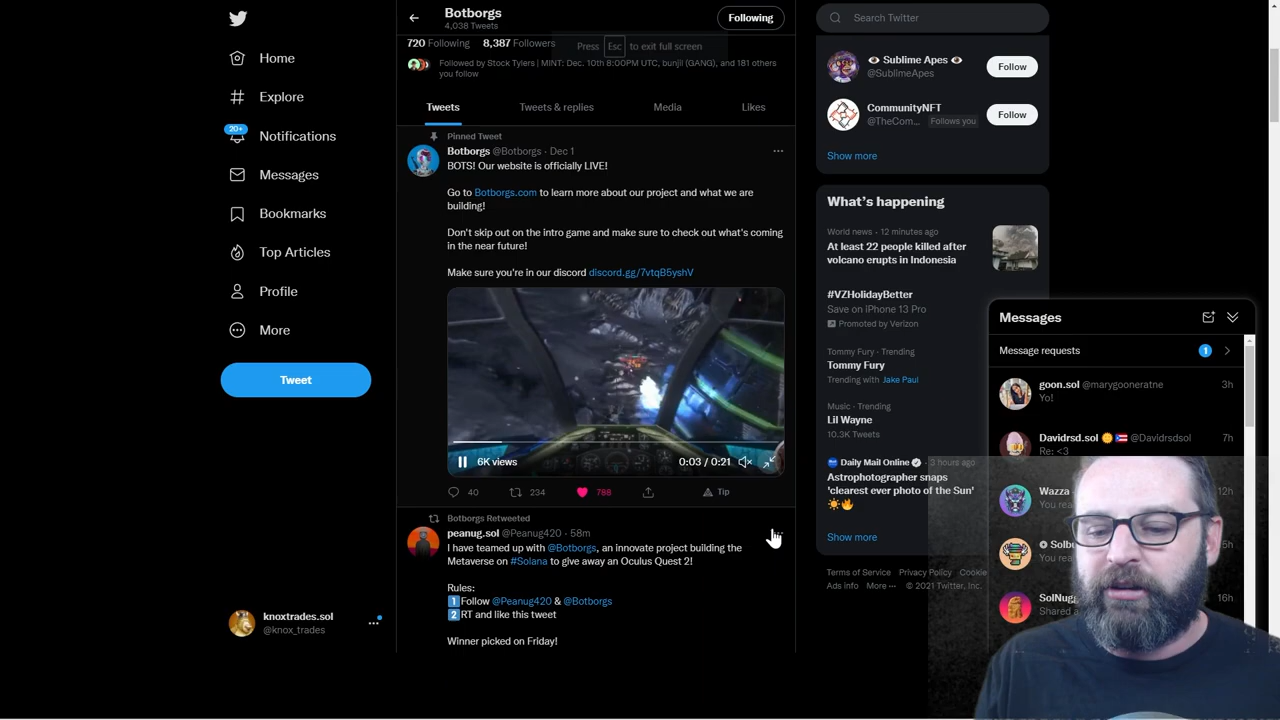 Botborgs
4,038 Tweets
Following
720 Following 8,387 Followers
Press Esc to exit full screen
Followed by Stock Tylers | MINT: Dec. 10th 8:00PM UTC, bunjil (GANG), and 181 others
you follow
Tweets
Tweets & replies
Media
Likes
Home
Explore
20+
Notifications
Messages
Bookmarks
Top Articles
Profile
More
Tweet
knoxtrades.sol
@knox_trades
Pinned Tweet
Botborgs @Botborgs · Dec 1
BOTS! Our website is officially LIVE!
Go to Botborgs.com to learn more about our project and what we are
building!
Don't skip out on the intro game and make sure to check out what's coming
in the near future!
Make sure you're in our discord discord.gg/7vtqB5yshV
6K views
0:03 / 0:21
40
234
788
Tip
Botborgs Retweeted
peanug.sol @Peanug420 · 58m
I have teamed up with @Botborgs, an innovate project building the
Metaverse on #Solana to give away an Oculus Quest 2!
Rules:
1 Follow @Peanug420 & @Botborgs
2 RT and like this tweet
Winner picked on Friday!
Search Twitter
Sublime Apes
@SublimeApes
Follow
CommunityNFT
@TheCom... Follows you
Follow
Show more
What's happening
World news · 12 minutes ago
At least 22 people killed after
volcano erupts in Indonesia
#VZHolidayBetter
Save on iPhone 13 Pro
Promoted by Verizon
Tommy Fury · Trending
Tommy Fury
Trending with Jake Paul
Music · Trending
Lil Wayne
10.3K Tweets
Daily Mail Online · 3 hours ago
Astrophotographer snaps
'clearest ever photo of the Sun'
Show more
Terms of Service Privacy Policy Cookie
Ad info More ··· © 2021 Twitter, Inc.
Messages
Message requests
1
goon.sol @marygooneratne 3h
Yo!
Davidrsd.sol @Davidrsdsol 7h
Re: <3
Wazza 12h
You rea
Solb 5h
You re
SolNugg 16h
Shared a